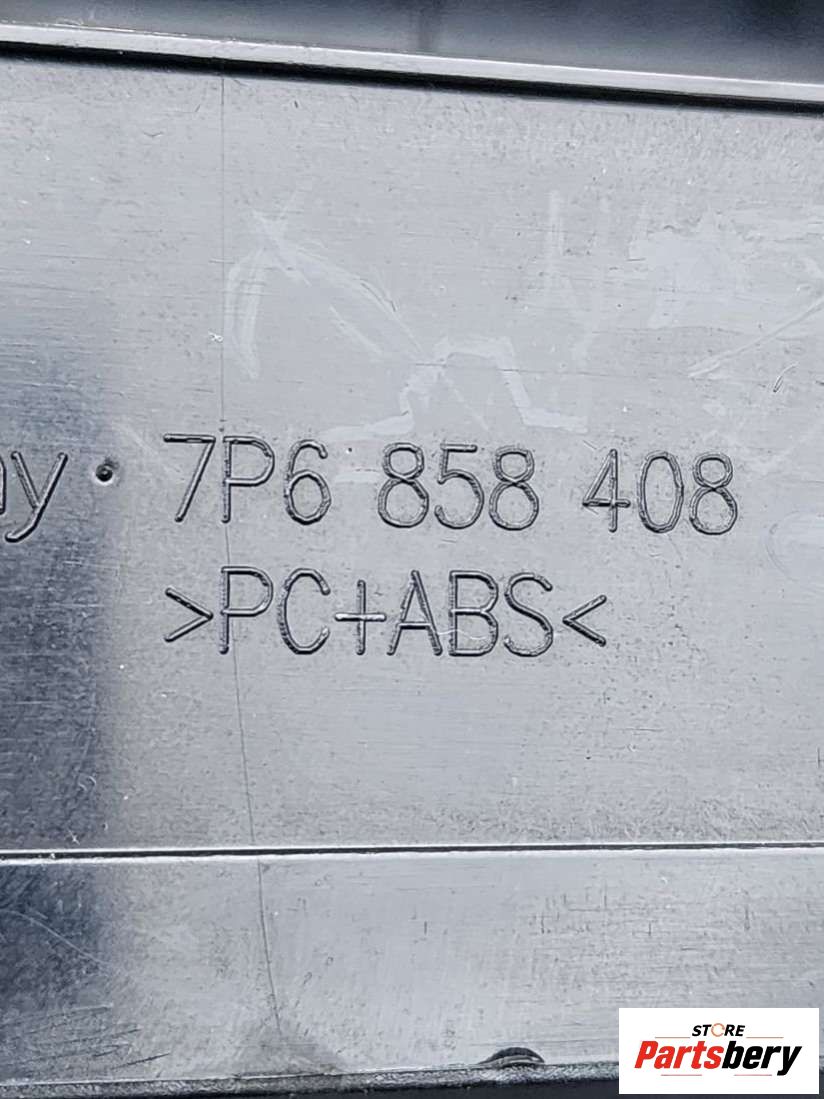 7P6 858 408
>PC+ABS<
STORE
Partsbery